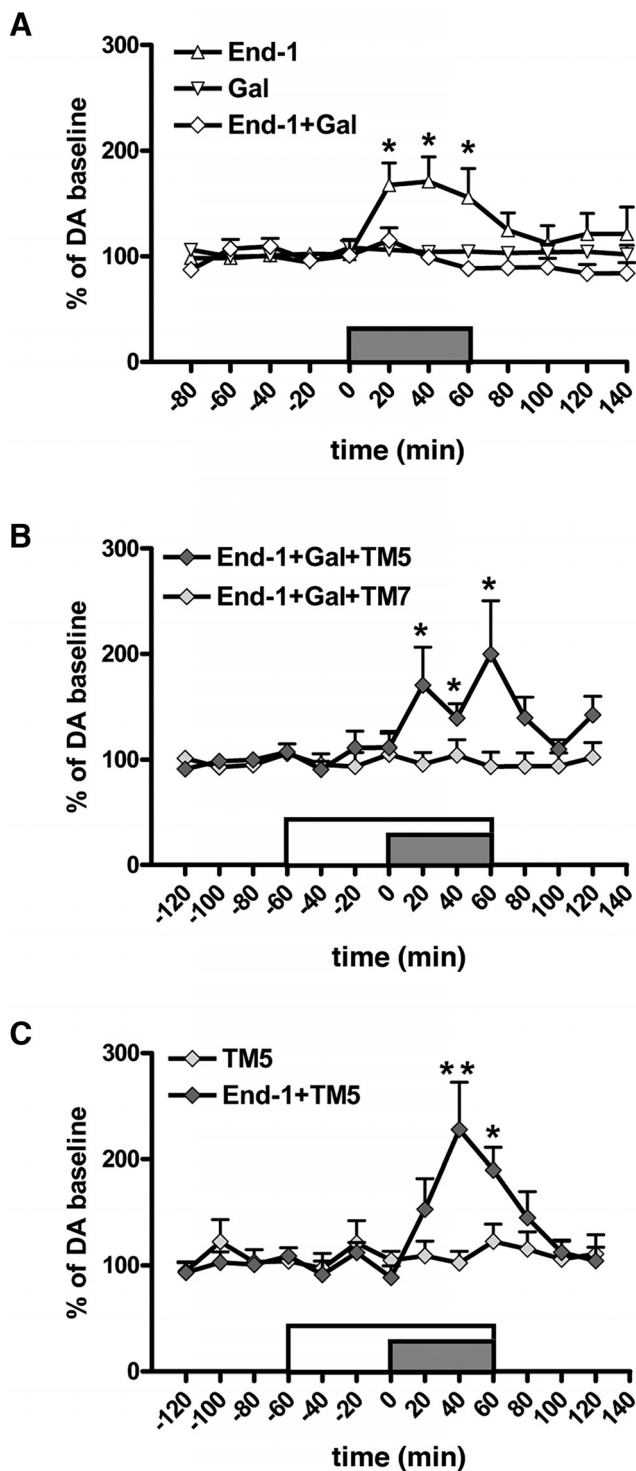 A
300
End-1
Gal
End-1+Gal
% of DA baseline
200
* * *
100
0
-80 -60 -40 -20 0 20 40 60 80 100 120 140
time (min)
B
300
End-1+Gal+TM5
End-1+Gal+TM7
% of DA baseline
200
* * *
100
0
-120 -100 -80 -60 -40 -20 0 20 40 60 80 100 120 140
time (min)
C
300
TM5
End-1+TM5
% of DA baseline
200
** *
100
0
-120 -100 -80 -60 -40 -20 0 20 40 60 80 100 120 140
time (min)